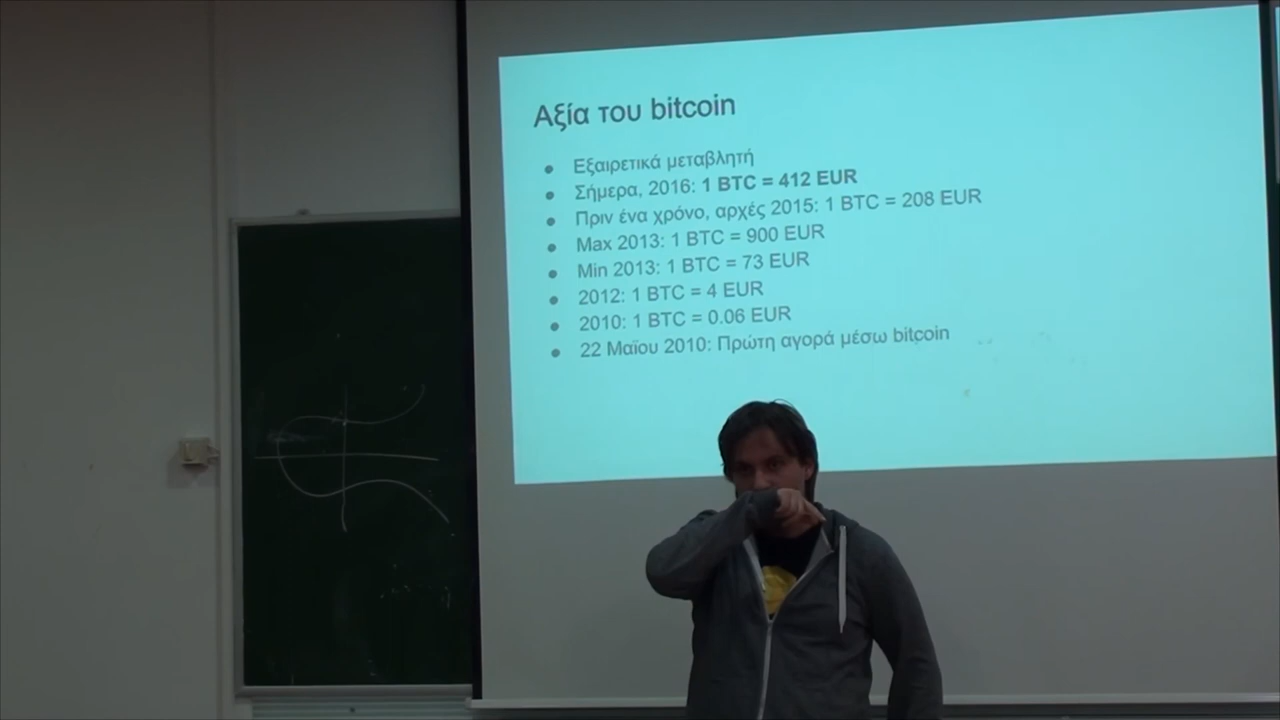 Αξία του bitcoin
● Εξαιρετικά μεταβλητή
● Σήμερα, 2016: 1 BTC = 412 EUR
● Πριν ένα χρόνο, αρχές 2015: 1 BTC = 208 EUR
● Max 2013: 1 BTC = 900 EUR
● Min 2013: 1 BTC = 73 EUR
● 2012: 1 BTC = 4 EUR
● 2010: 1 BTC = 0.06 EUR
● 22 Μαΐου 2010: Πρώτη αγορά μέσω bitcoin